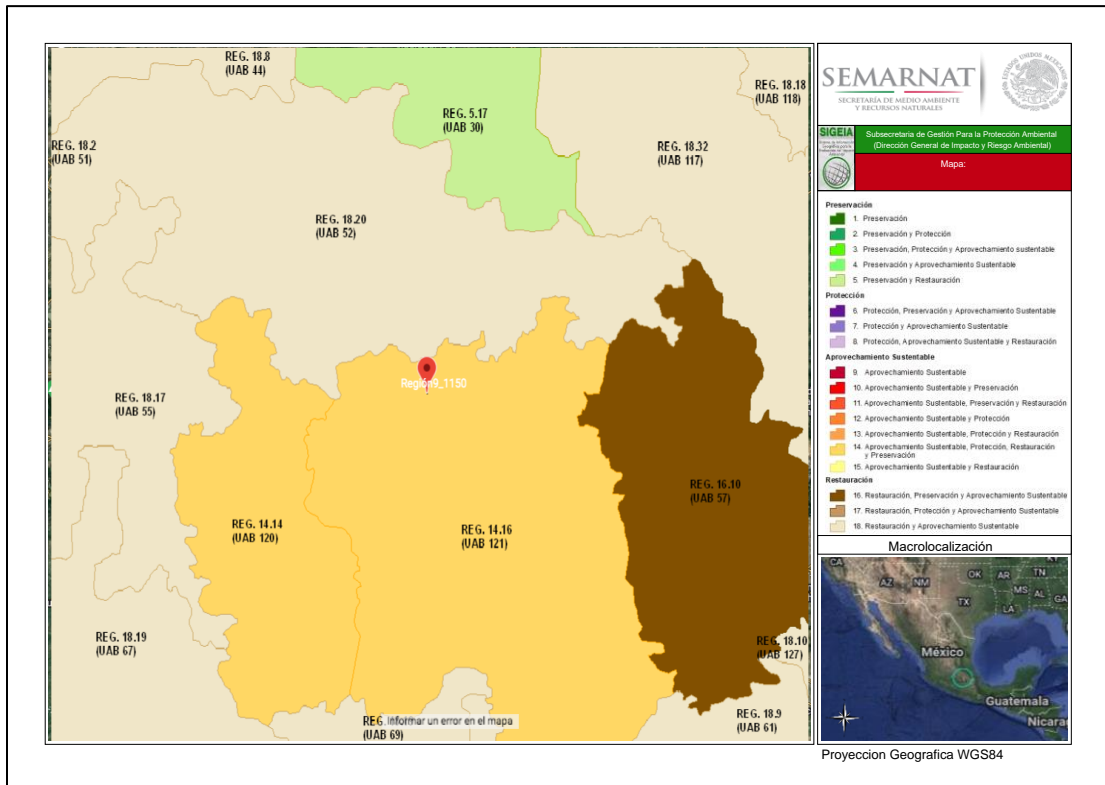 REG. 18.8
(UAB 44)
REG. 5.17
(UAB 30)
REG. 18.18
(UAB 118)
REG. 18.2
(UAB 51)
REG. 18.32
(UAB 117)
REG. 18.20
(UAB 52)
Región9_1150
REG. 18.17
(UAB 55)
REG. 16.10
(UAB 57)
REG. 14.14
(UAB 120)
REG. 14.16
(UAB 121)
REG. 18.19
(UAB 67)
REG. 18.10
(UAB 127)
REG.
(UAB 69)
Informar un error en el mapa
REG. 18.9
(UAB 61)
SEMARNAT
SECRETARÍA DE MEDIO AMBIENTE
Y RECURSOS NATURALES
ESTADOS UNIDOS MEXICANOS
SIGEIA
Subsecretaria de Gestión Para la Protección Ambiental
(Dirección General de Impacto y Riesgo Ambiental)
Mapa:
Preservación
1. Preservación
2. Preservación y Protección
3. Preservación, Protección y Aprovechamiento sustentable
4. Preservación y Aprovechamiento Sustentable
5. Preservación y Restauración
Protección
6. Protección, Preservación y Aprovechamiento Sustentable
7. Protección y Aprovechamiento Sustentable
8. Protección, Aprovechamiento Sustentable y Restauración
Aprovechamiento Sustentable
9. Aprovechamiento Sustentable
10. Aprovechamiento Sustentable y Preservación
11. Aprovechamiento Sustentable, Preservación y Restauración
12. Aprovechamiento Sustentable y Protección
13. Aprovechamiento Sustentable, Protección y Restauración
14. Aprovechamiento Sustentable, Protección, Restauración
y Preservación
15. Aprovechamiento Sustentable y Restauración
Restauración
16. Restauración, Preservación y Aprovechamiento Sustentable
17. Restauración, Protección y Aprovechamiento Sustentable
18. Restauración y Aprovechamiento Sustentable
Macrolocalización
CA
AZ
NM
OK
AR
TN
MS
AL
GA
TX
LA
México
Guatemala
Nicara
Proyeccion Geografica WGS84